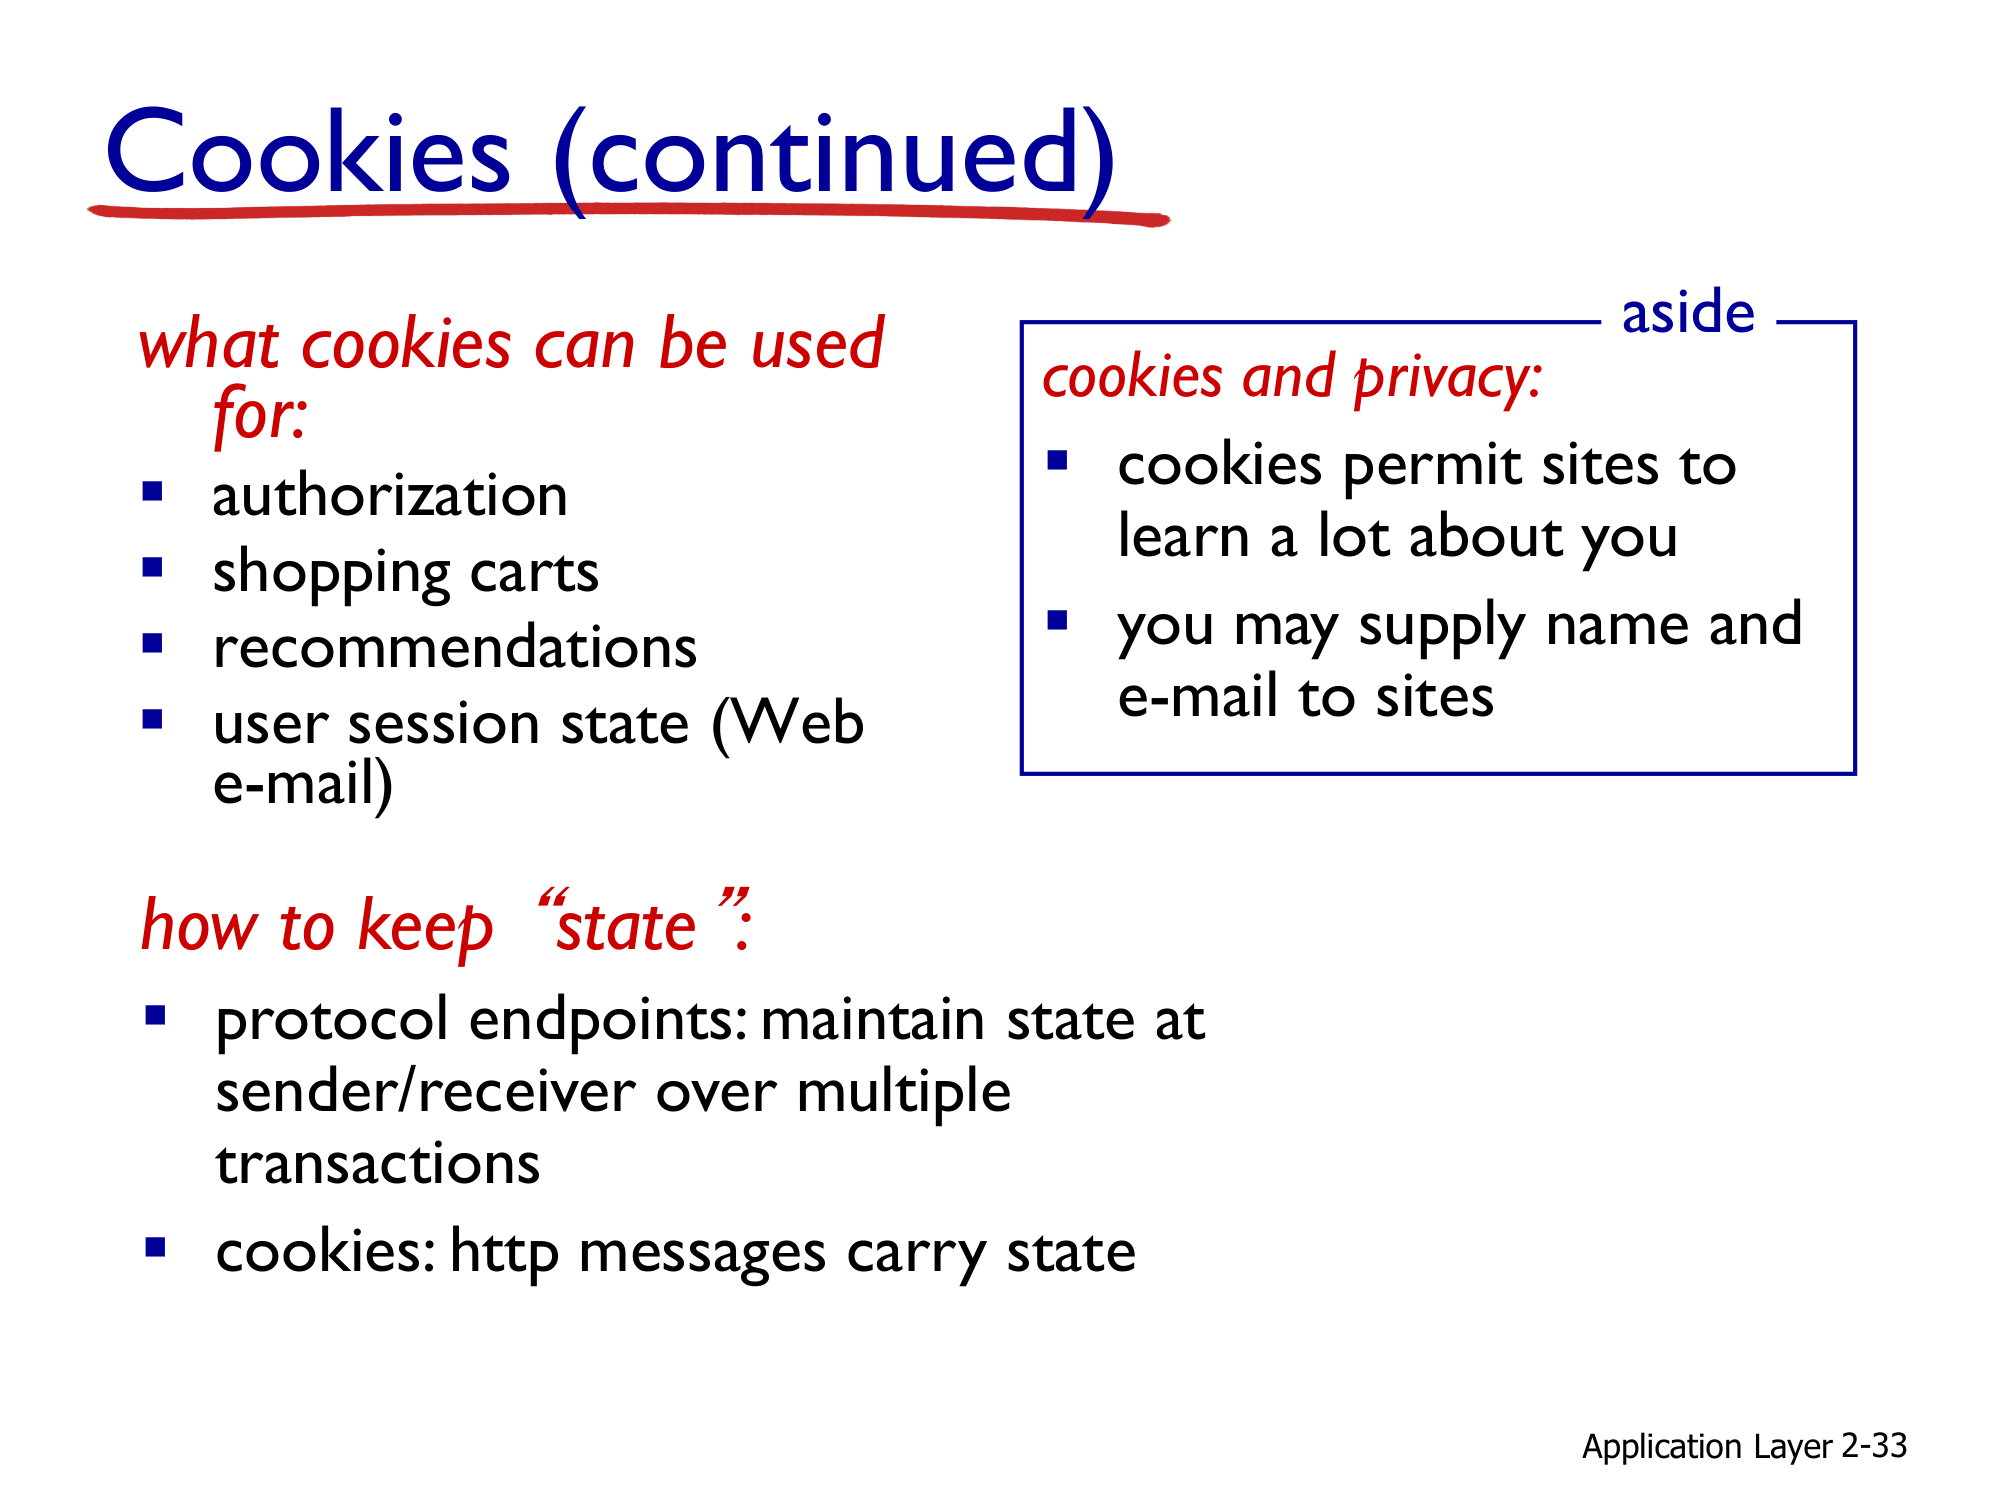 Cookies (continued)
what cookies can be used
for:
▪ authorization
▪ shopping carts
▪ recommendations
▪ user session state (Web
e-mail)
aside
cookies and privacy:
▪ cookies permit sites to
learn a lot about you
▪ you may supply name and
e-mail to sites
how to keep “state”:
▪ protocol endpoints: maintain state at
sender/receiver over multiple
transactions
▪ cookies: http messages carry state
Application Layer 2-33